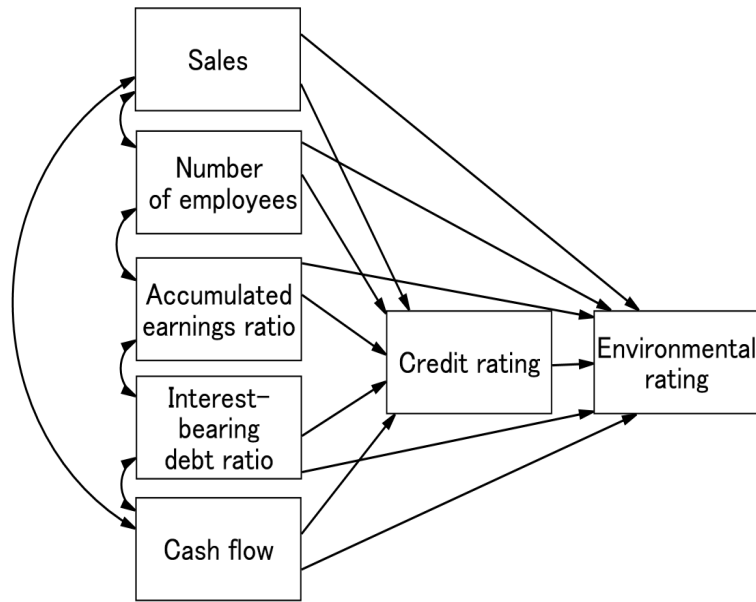 Sales
Number
of employees
Accumulated
earnings ratio
Interest-
bearing
debt ratio
Cash flow
Credit rating
Environmental
rating